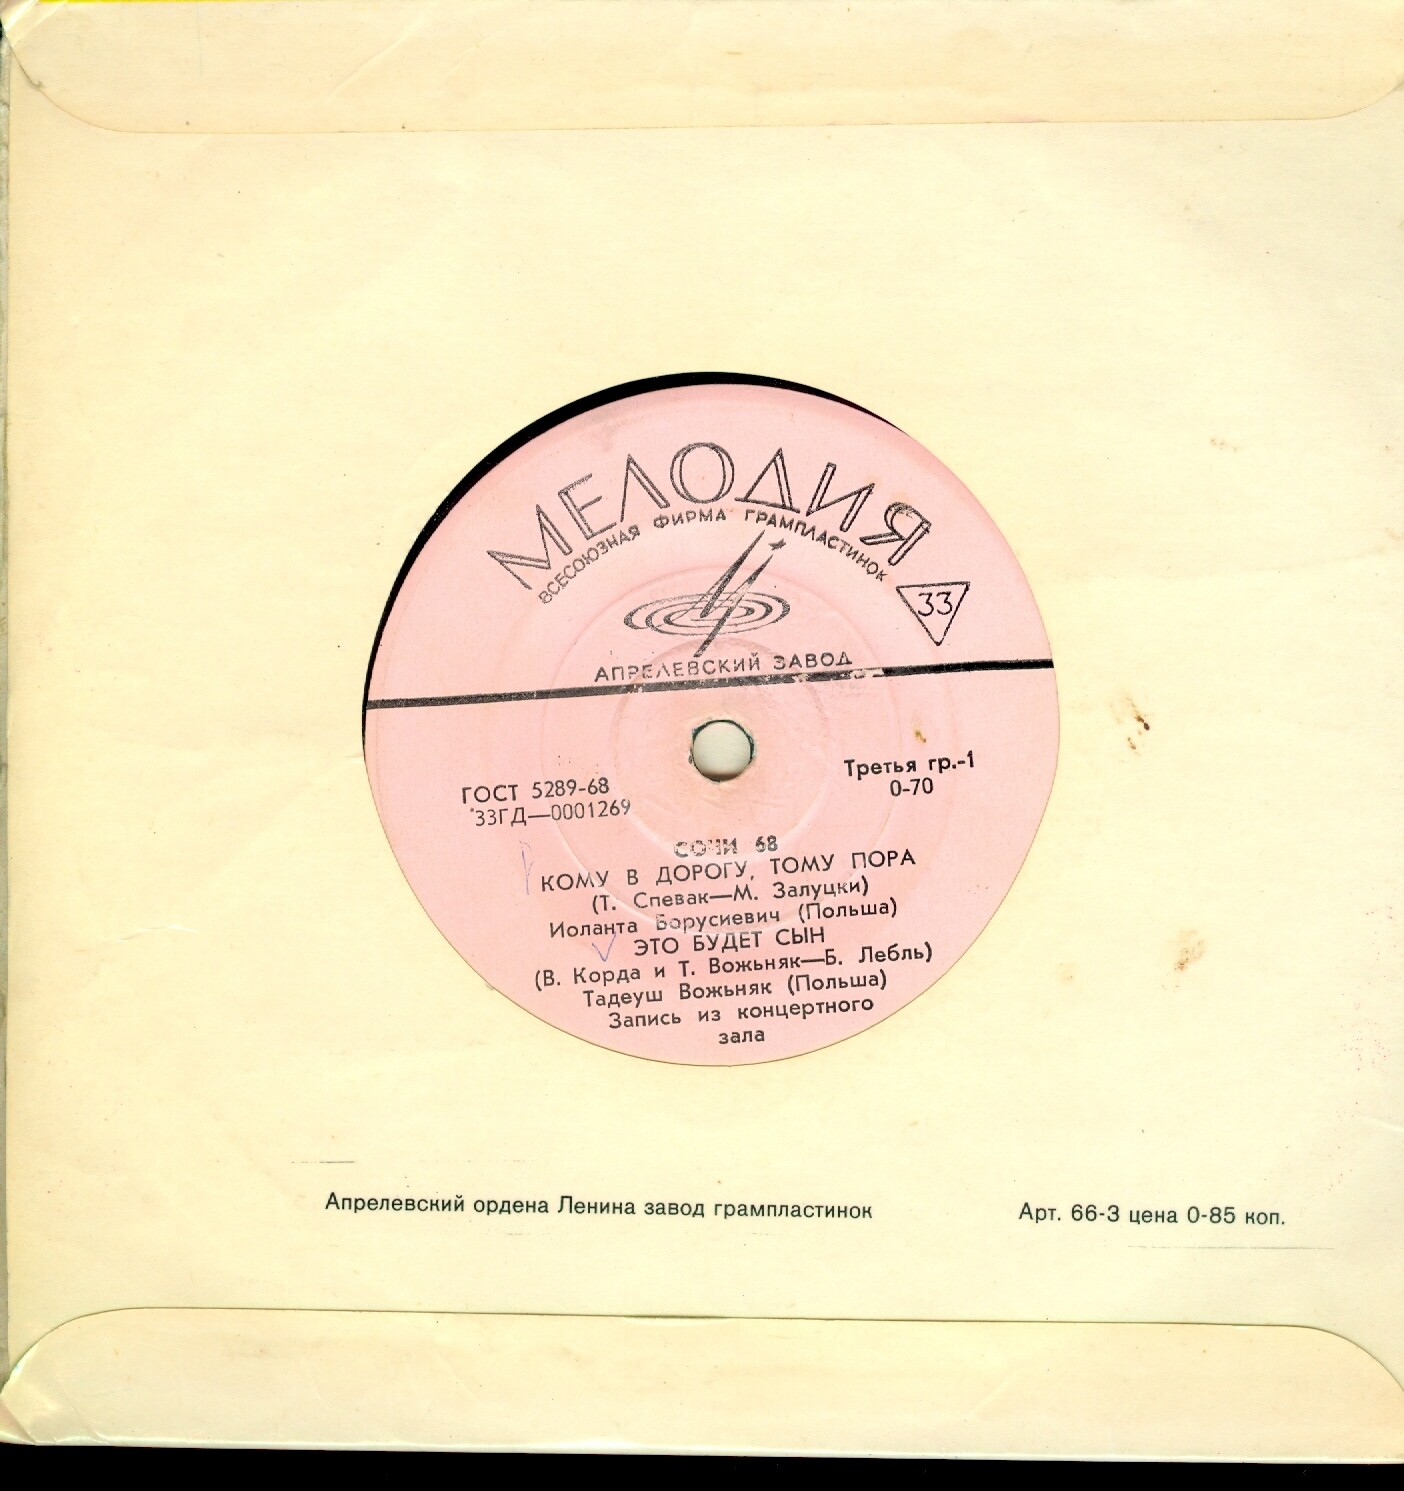 МЕЛОДИЯ
ВСЕСОЮЗНАЯ ФИРМА ГРАМПЛАСТИНОК
33
АПРЕЛЕВСКИЙ ЗАВОД
ГОСТ 5289-68
33ГД—0001269
Третья гр.-1
0-70
СОЧИ 68
КОМУ В ДОРОГУ, ТОМУ ПОРА
(Т. Спевак—М. Залуцки)
Иоланта Борусиевич (Польша)
ЭТО БУДЕТ СЫН
(В. Корда и Т. Вожьняк—Б. Лебль)
Тадеуш Вожьняк (Польша)
Запись из концертного
зала
Апрелевский ордена Ленина завод грампластинок
Арт. 66-3 цена 0-85 коп.